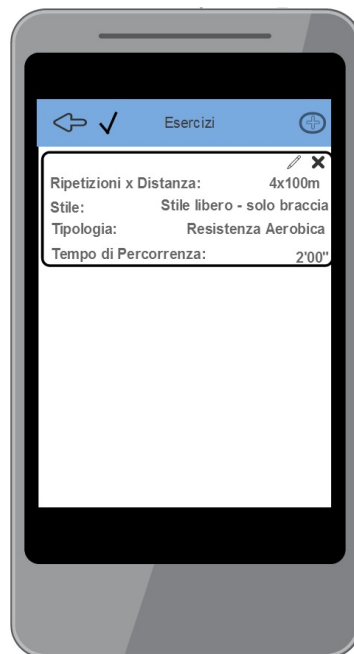 Esercizi
Ripetizioni x Distanza: 4x100m
Stile: Stile libero - solo braccia
Tipologia: Resistenza Aerobica
Tempo di Percorrenza: 2'00"